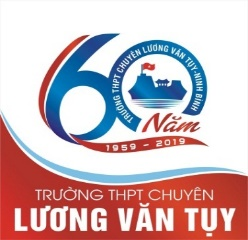 60
TRƯỜNG THPT CHUYÊN LƯƠNG VĂN TỤY-NINH BÌNH
Năm
1959 - 2019
TRƯỜNG THPT CHUYÊN
LƯƠNG VĂN TỤY